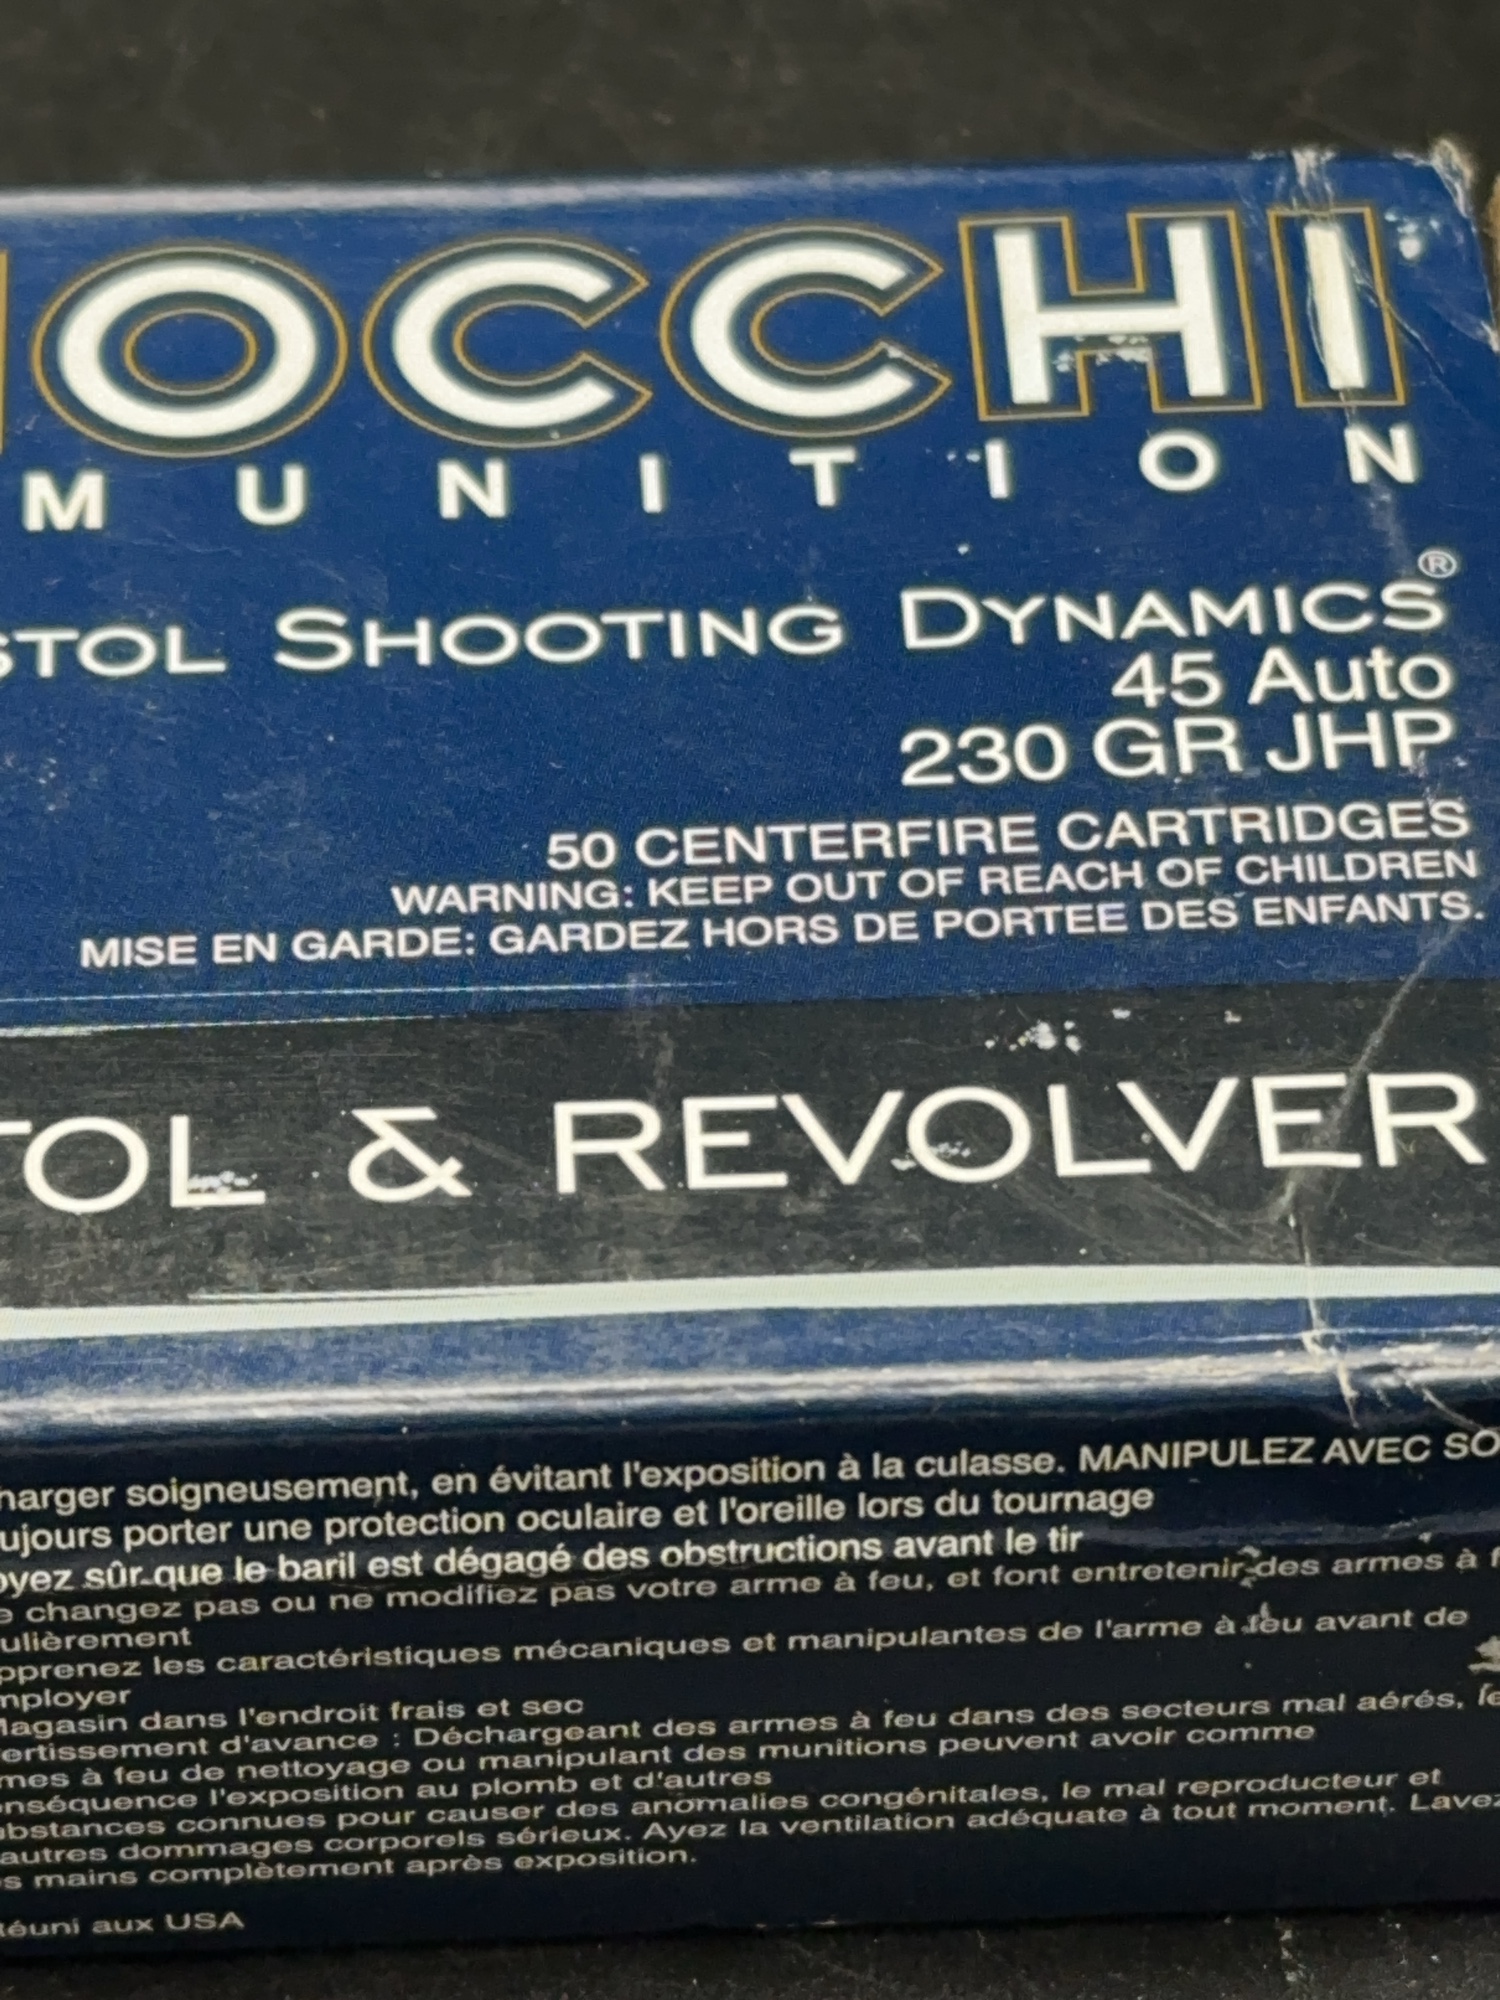 IOCCHI
MUNITION
STOL SHOOTING DYNAMICS®
45 Auto
230 GR JHP
50 CENTERFIRE CARTRIDGES
WARNING: KEEP OUT OF REACH OF CHILDREN
MISE EN GARDE: GARDEZ HORS DE PORTEE DES ENFANTS.
TOL & REVOLVER
harger soigneusement, en évitant l'exposition à la culasse. MANIPULEZ AVEC SO
ujours porter une protection oculaire et l'oreille lors du tournage
oyez sûr que le baril est dégagé des obstructions avant le tir
e changez pas ou ne modifiez pas votre arme à feu, et font entretenir des armes à f
ulièrement
pprenez les caractéristiques mécaniques et manipulantes de l'arme à feu avant de
mployer
Magasin dans l'endroit frais et sec
ertissement d'avance : Déchargeant des armes à feu dans des secteurs mal aérés, le
mes à feu de nettoyage ou manipulant des munitions peuvent avoir comme
nséquence l'exposition au plomb et d'autres
bstances connues pour causer des anomalies congénitales, le mal reproducteur et
autres dommages corporels sérieux. Ayez la ventilation adéquate à tout moment. Lavez
s mains complètement après exposition.
éuni aux USA